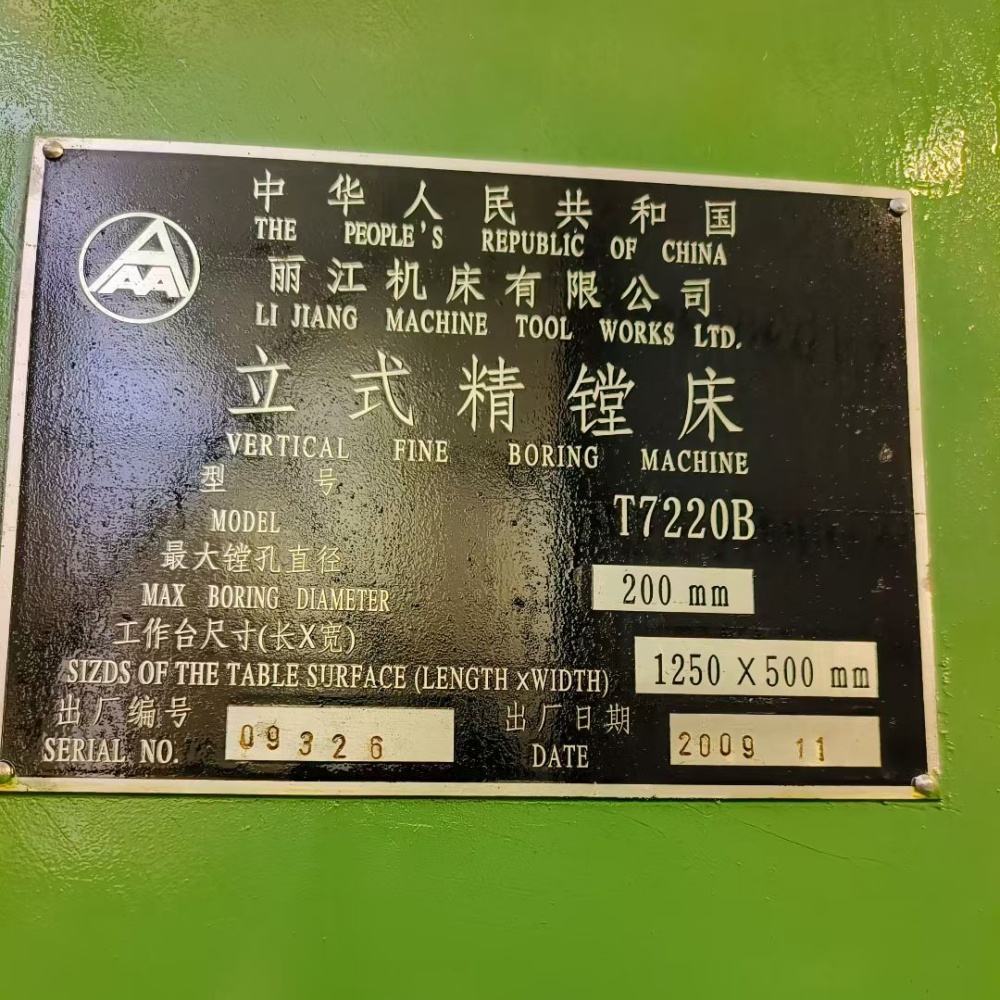 中华人民共和国
THE PEOPLE'S REPUBLIC OF CHINA
丽江机床有限公司
LI JIANG MACHINE TOOL WORKS LTD.
立式精镗床
VERTICAL FINE BORING MACHINE
型号
MODEL T7220B
最大镗孔直径
MAX BORING DIAMETER 200 mm
工作台尺寸(长X宽)
SIZDS OF THE TABLE SURFACE (LENGTH XWIDTH) 1250 X 500 mm
出厂编号 出厂日期
SERIAL NO. 09326 DATE 2009 11